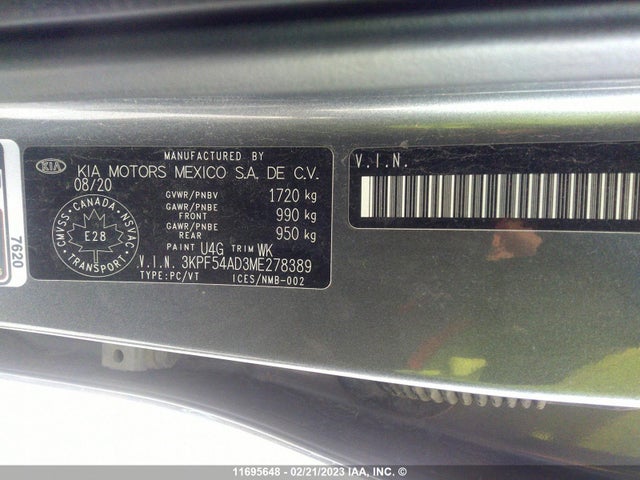 MANUFACTURED BY
KIA KIA MOTORS MEXICO S.A. DE C.V.
08/20
GVWR/PNBV 1720 kg
GAWR/PNBE FRONT 990 kg
GAWR/PNBE REAR 950 kg
PAINT U4G TRIM WK
V.I.N. 3KPF54AD3ME278389
TYPE:PC/VT ICES/NMB-002
CMVSS · CANADA · NSVAC
E28
TRANSPORT
7620
V.I.N.
11695648 - 02/21/2023 IAA, INC. ©